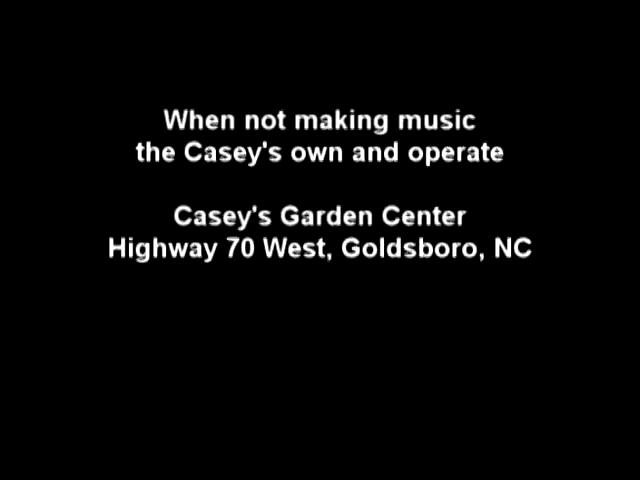 When not making music
the Casey's own and operate
Casey's Garden Center
Highway 70 West, Goldsboro, NC